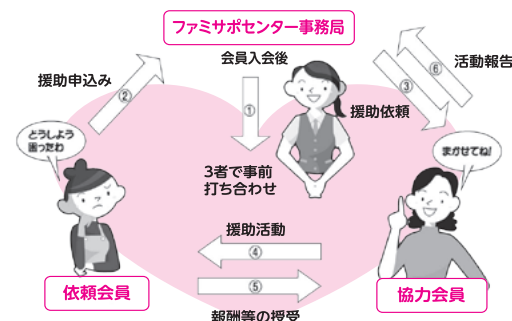 ファミサポセンター事務局
会員入会後
援助申込み
②
①
③
⑥
活動報告
援助依頼
どうしよう
困ったわ
まかせてね!
3者で事前
打ち合わせ
援助活動
④
⑤
報酬等の授受
依頼会員
協力会員